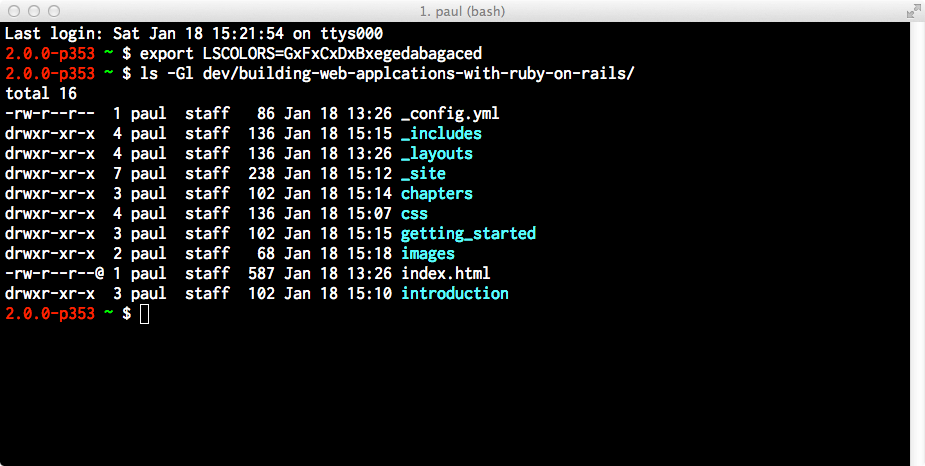 1. paul (bash)
Last login: Sat Jan 18 15:21:54 on ttys000
2.0.0-p353 ~ $ export LSCOLORS=GxFxCxDxBxegedabagaced
2.0.0-p353 ~ $ ls -Gl dev/building-web-applcations-with-ruby-on-rails/
total 16
-rw-r--r--  1 paul  staff   86 Jan 18 13:26 _config.yml
drwxr-xr-x  4 paul  staff  136 Jan 18 15:15 _includes
drwxr-xr-x  4 paul  staff  136 Jan 18 13:26 _layouts
drwxr-xr-x  7 paul  staff  238 Jan 18 15:12 _site
drwxr-xr-x  3 paul  staff  102 Jan 18 15:14 chapters
drwxr-xr-x  4 paul  staff  136 Jan 18 15:07 css
drwxr-xr-x  3 paul  staff  102 Jan 18 15:15 getting_started
drwxr-xr-x  2 paul  staff   68 Jan 18 15:18 images
-rw-r--r--@ 1 paul  staff  587 Jan 18 13:26 index.html
drwxr-xr-x  3 paul  staff  102 Jan 18 15:10 introduction
2.0.0-p353 ~ $